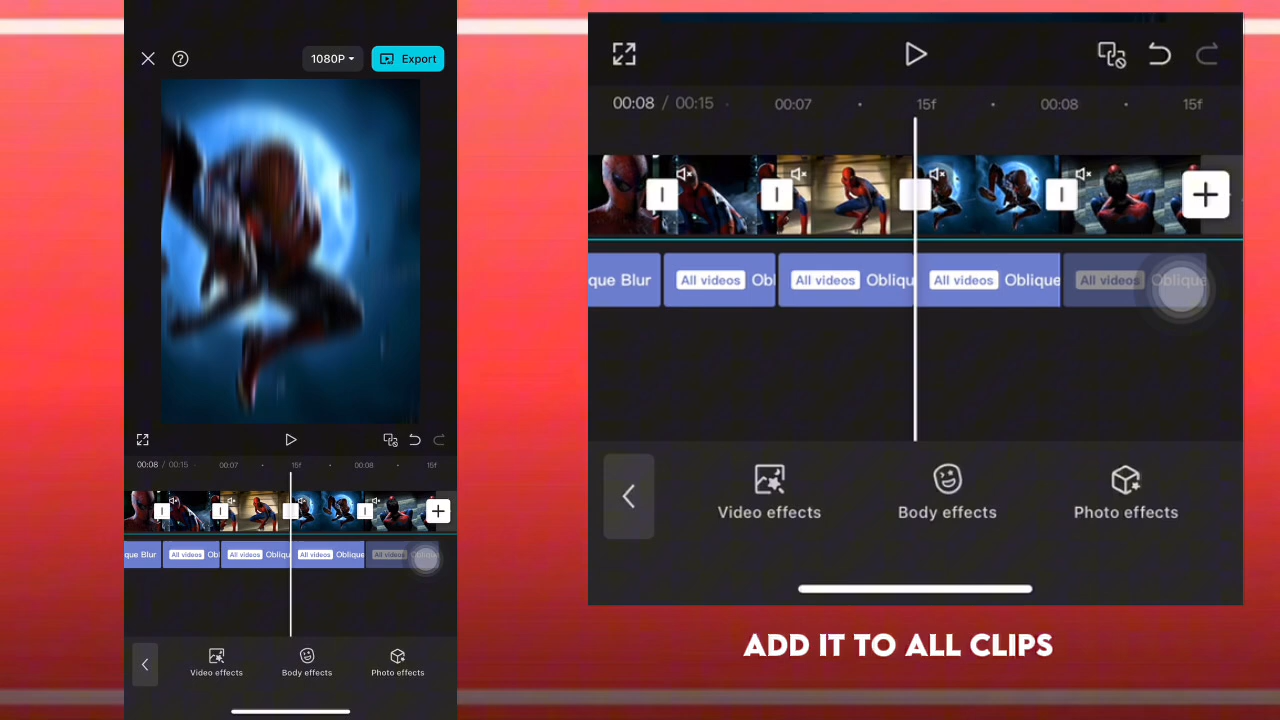 1080P
Export
00:08 / 00:15
00:07
15f
00:08
15f
que Blur
All videos
Obl
All videos
Obliqu
All videos
Oblique
All videos
Oblique
Video effects
Body effects
Photo effects
00:08 / 00:15
00:07
15f
00:08
15f
que Blur
All videos
Obl
All videos
Obliqu
All videos
Oblique
All videos
Oblique
Video effects
Body effects
Photo effects
ADD IT TO ALL CLIPS